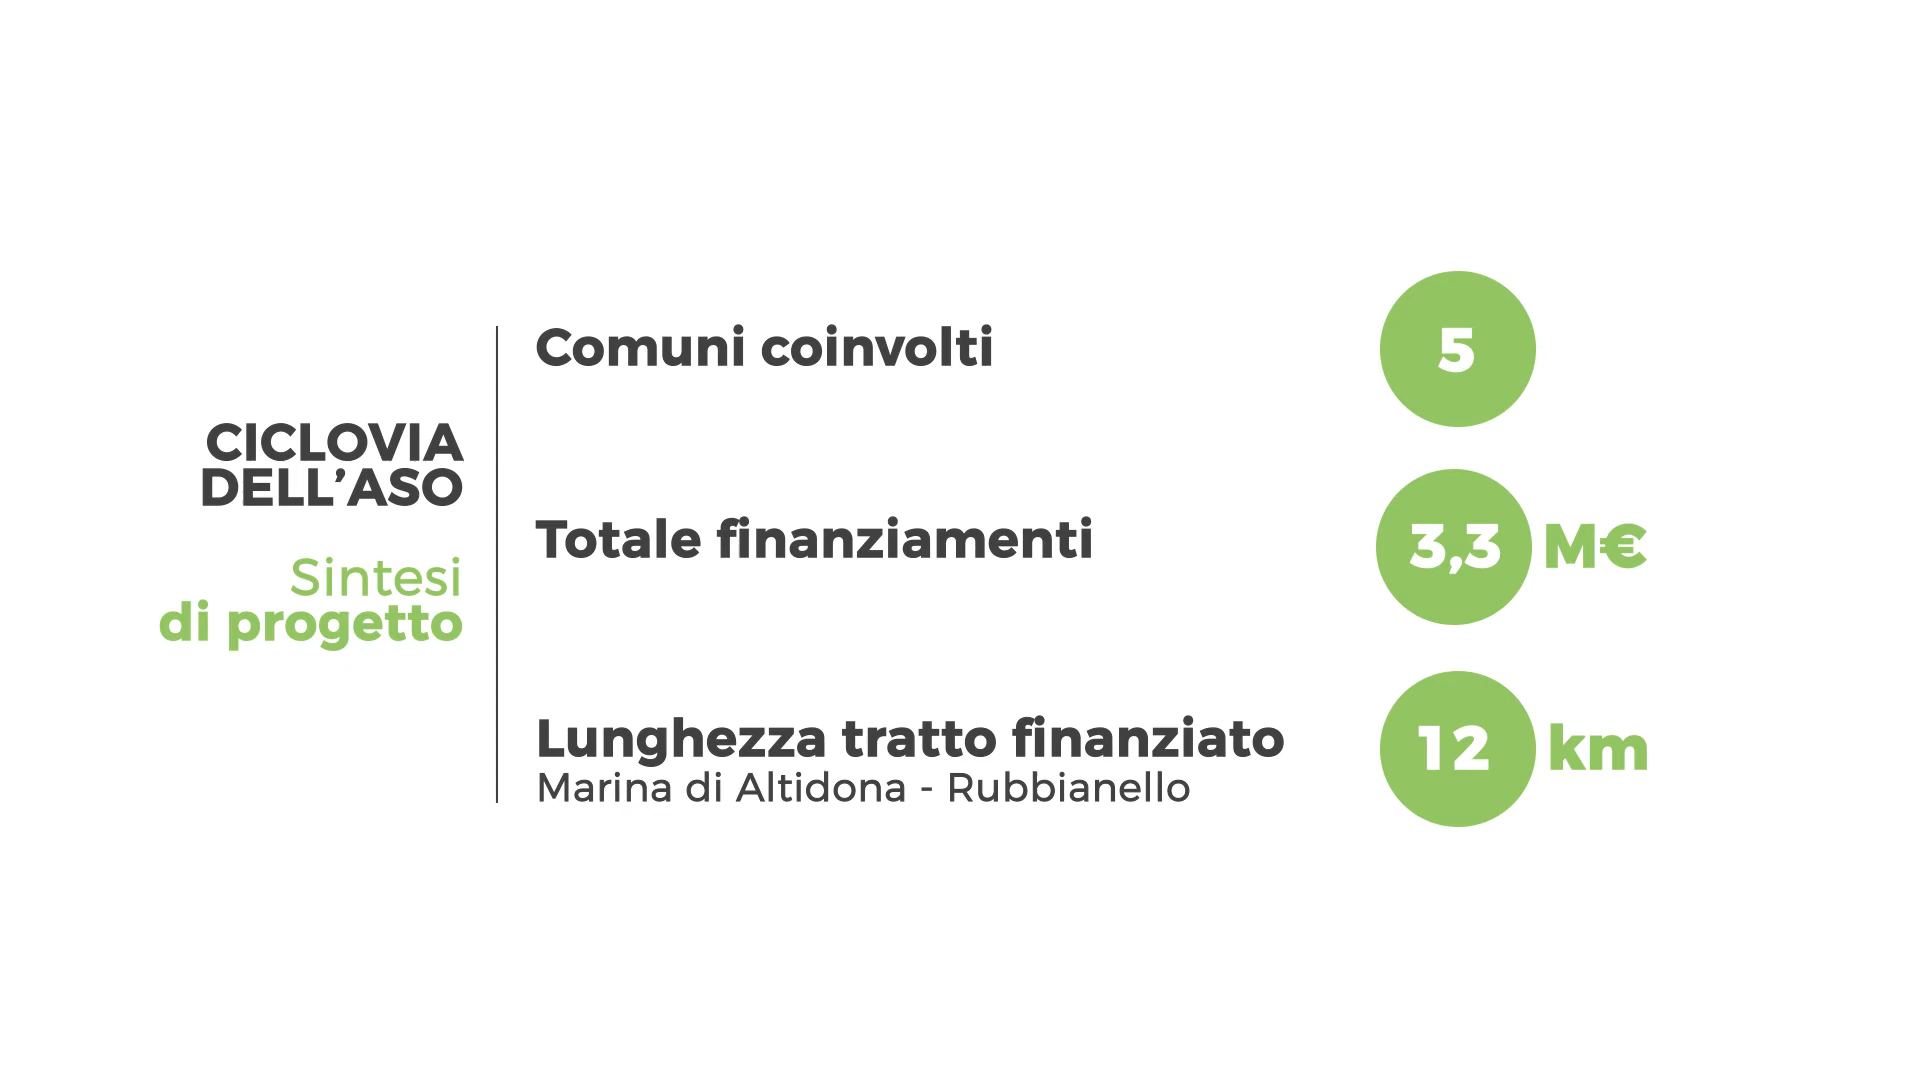 CICLOVIA
DELL’ASO
Sintesi
di progetto
Comuni coinvolti
5
Totale finanziamenti
3,3 M€
Lunghezza tratto finanziato
Marina di Altidona - Rubbianello
12 km